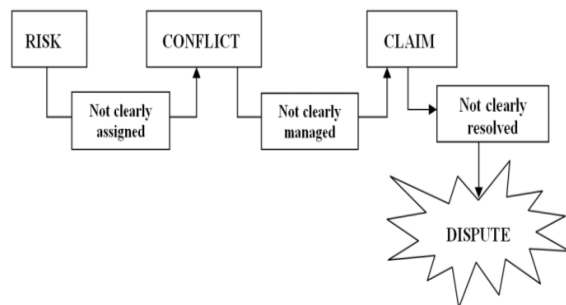 RISK
CONFLICT
CLAIM
Not clearly
assigned
Not clearly
managed
Not clearly
resolved
DISPUTE